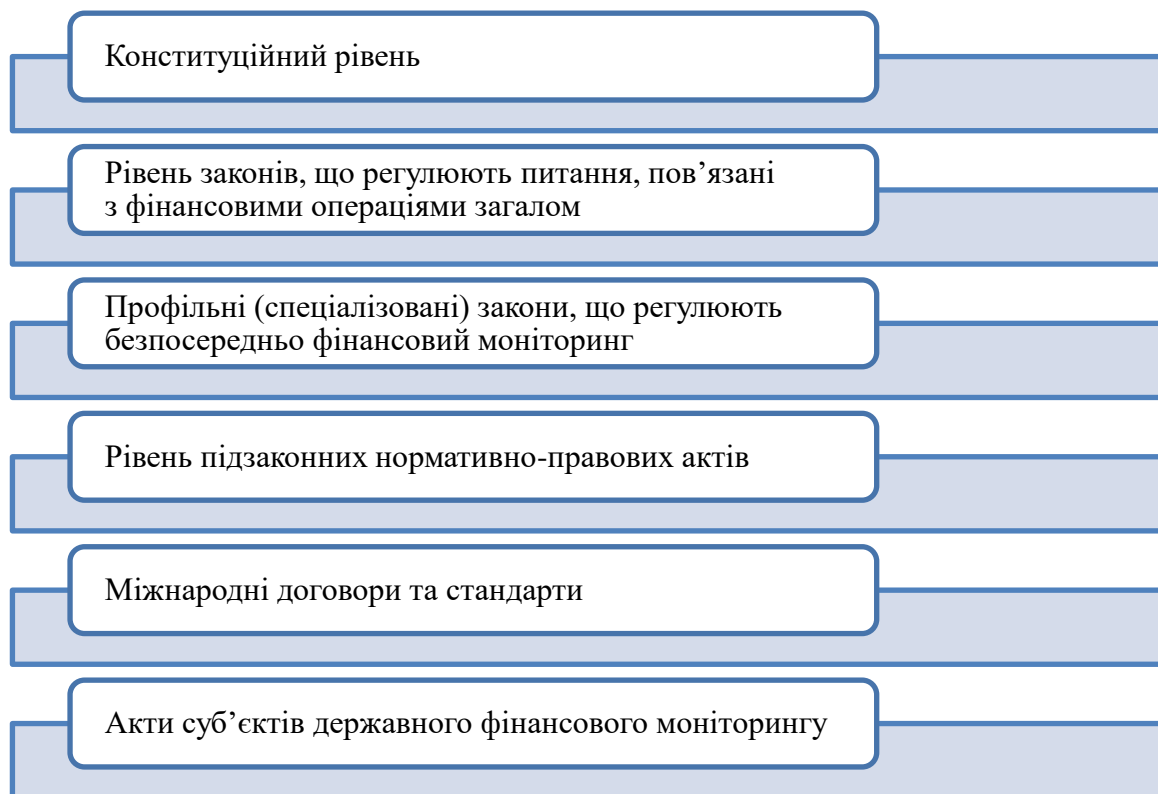 Конституційний рівень
Рівень законів, що регулюють питання, пов’язані
з фінансовими операціями загалом
Профільні (спеціалізовані) закони, що регулюють
безпосередньо фінансовий моніторинг
Рівень підзаконних нормативно-правових актів
Міжнародні договори та стандарти
Акти суб’єктів державного фінансового моніторингу